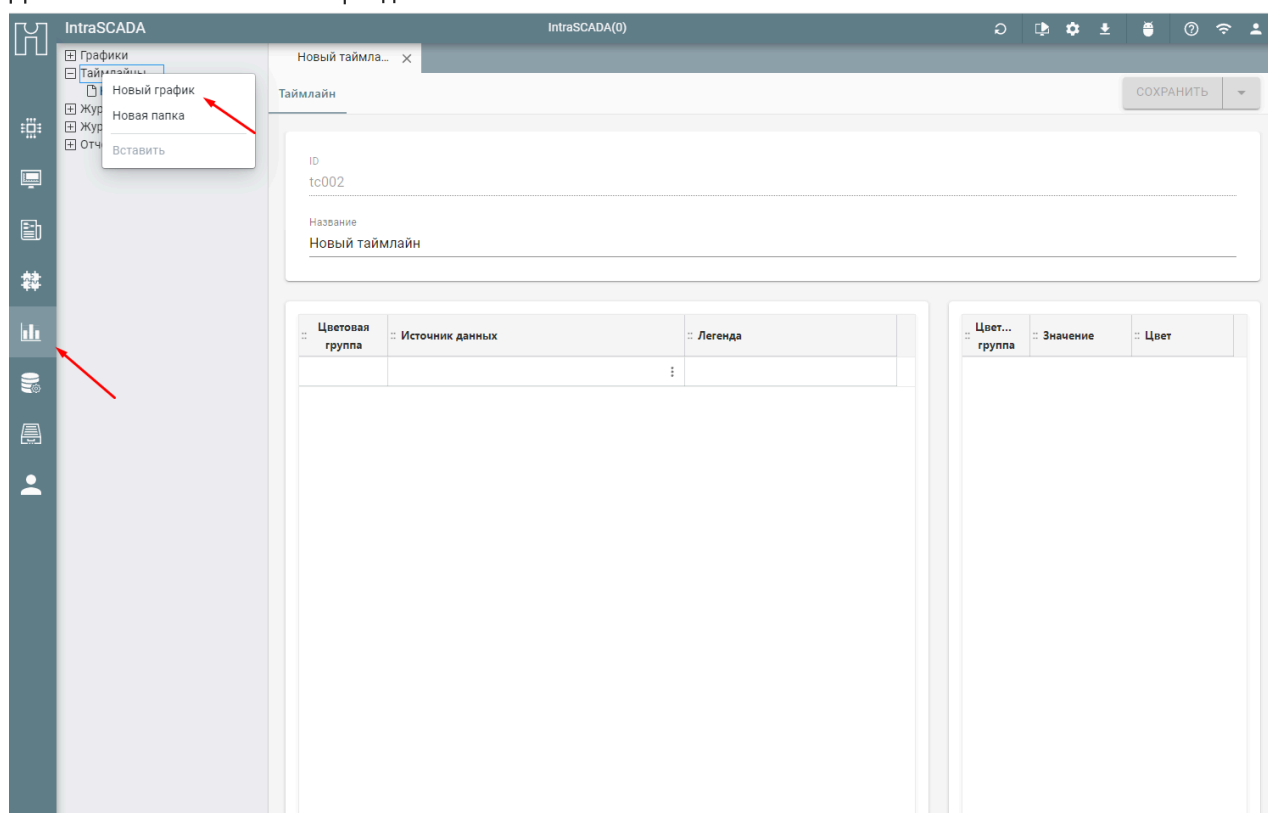 IntraSCADA
IntraSCADA(0)
Графики
Таймлайны
Новый график
Новая папка
Вставить
Новый таймла...
Таймлайн
СОХРАНИТЬ
ID
tc002
Название
Новый таймлайн
Цветовая группа
Источник данных
Легенда
Цвет... группа
Значение
Цвет